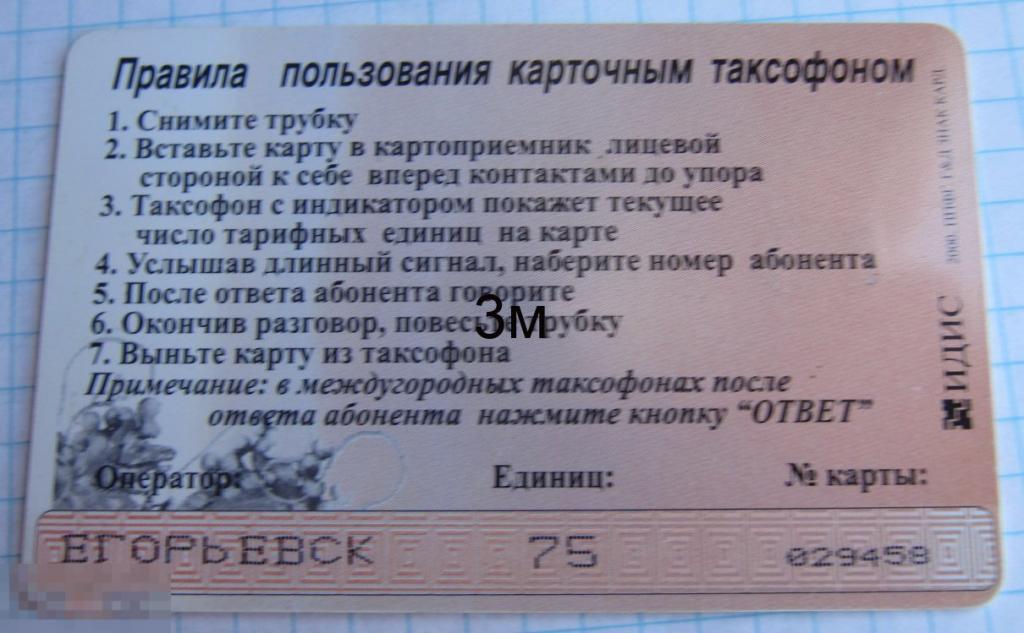 Правила пользования карточным таксофоном
1. Снимите трубку
2. Вставьте карту в картоприемник лицевой
стороной к себе вперед контактами до упора
3. Таксофон с индикатором покажет текущее
число тарифных единиц на карте
4. Услышав длинный сигнал, наберите номер абонента
5. После ответа абонента говорите
6. Окончив разговор, повесьте трубку
7. Выньте карту из таксофона
Примечание: в междугородных таксофонах после
ответа абонента нажмите кнопку “ОТВЕТ”
Оператор: Единиц: № карты:
ЕГОРЬЕВСК 75 029458
3м
ИДИС
2000.